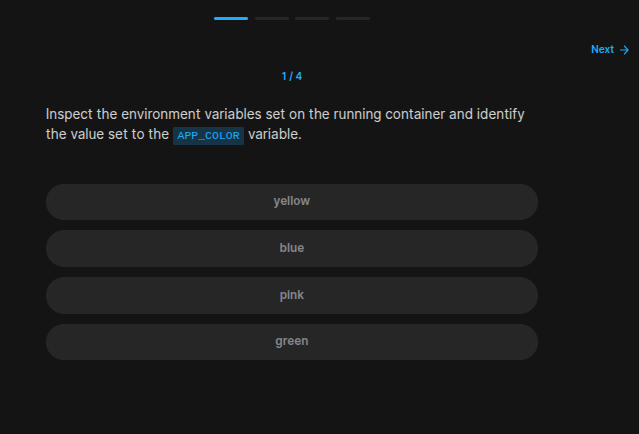 Next →
1 / 4
Inspect the environment variables set on the running container and identify
the value set to the APP_COLOR variable.
yellow
blue
pink
green